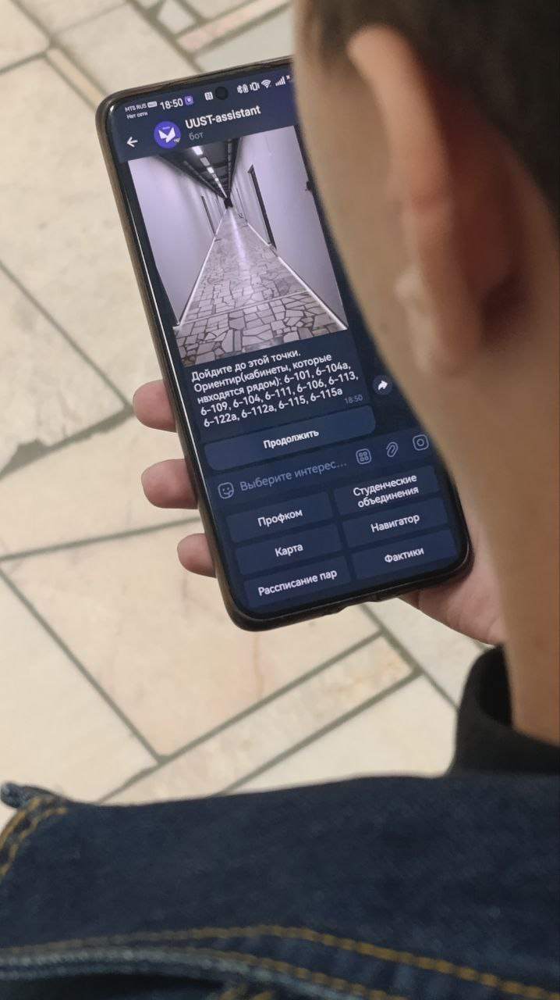 MTS RUS
18:50
Нет сети
UUST-assistant
бот
Дойдите до этой точки.
Ориентир(кабинеты, которые
нвходятся рядом): 6-101, 6-104а,
6-109, 6-104, 6-111, 6-106, 6-113,
6-122а, 6-112а, 6-115, 6-115а
18:50
Продолжить
Выберите интерес...
Профком
Студенческие
объединения
Карта
Навигатор
Рассписание пар
Фактики